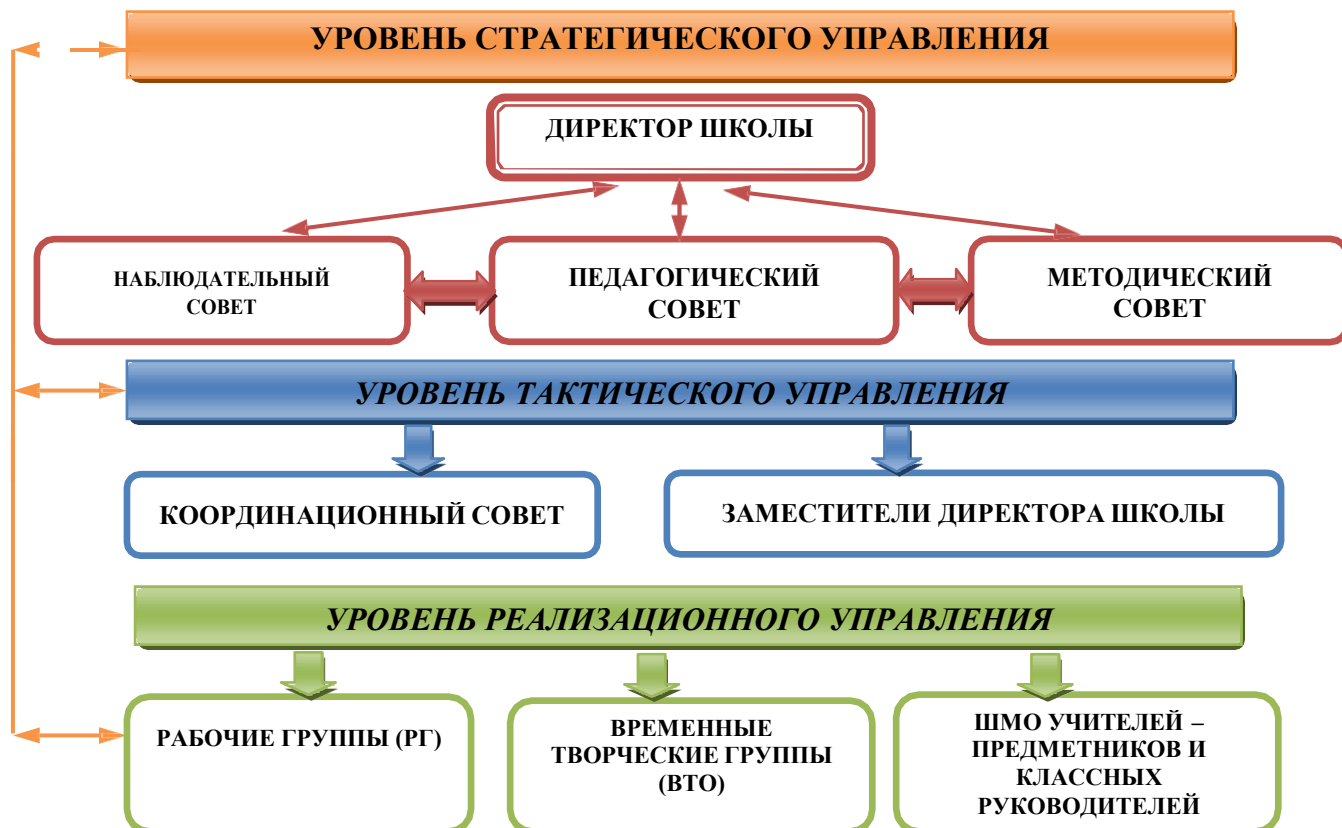 УРОВЕНЬ СТРАТЕГИЧЕСКОГО УПРАВЛЕНИЯ
ДИРЕКТОР ШКОЛЫ
НАБЛЮДАТЕЛЬНЫЙ
СОВЕТ
ПЕДАГОГИЧЕСКИЙ
СОВЕТ
МЕТОДИЧЕСКИЙ
СОВЕТ
УРОВЕНЬ ТАКТИЧЕСКОГО УПРАВЛЕНИЯ
КООРДИНАЦИОННЫЙ СОВЕТ
ЗАМЕСТИТЕЛИ ДИРЕКТОРА ШКОЛЫ
УРОВЕНЬ РЕАЛИЗАЦИОННОГО УПРАВЛЕНИЯ
РАБОЧИЕ ГРУППЫ (РГ)
ВРЕМЕННЫЕ
ТВОРЧЕСКИЕ ГРУППЫ
(ВТО)
ШМО УЧИТЕЛЕЙ –
ПРЕДМЕТНИКОВ И
КЛАССНЫХ
РУКОВОДИТЕЛЕЙ